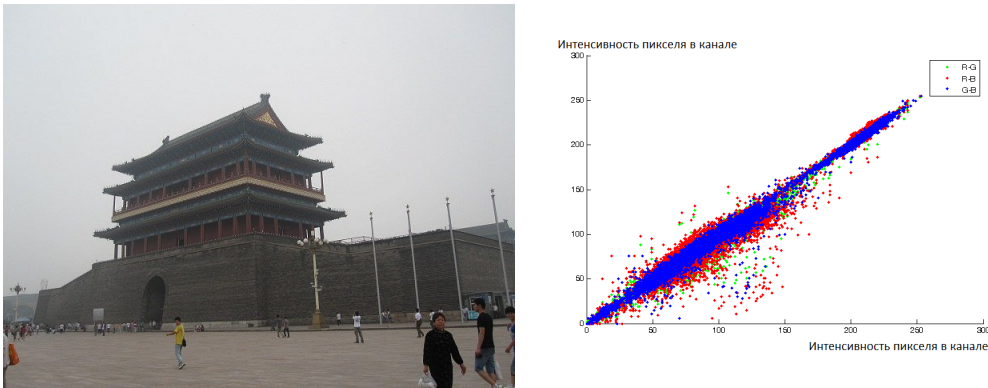 Интенсивность пикселя в канале
300
250
200
150
100
50
0
R-G
R-B
G-B
0 50 100 150 200 250 300
Интенсивность пикселя в канале